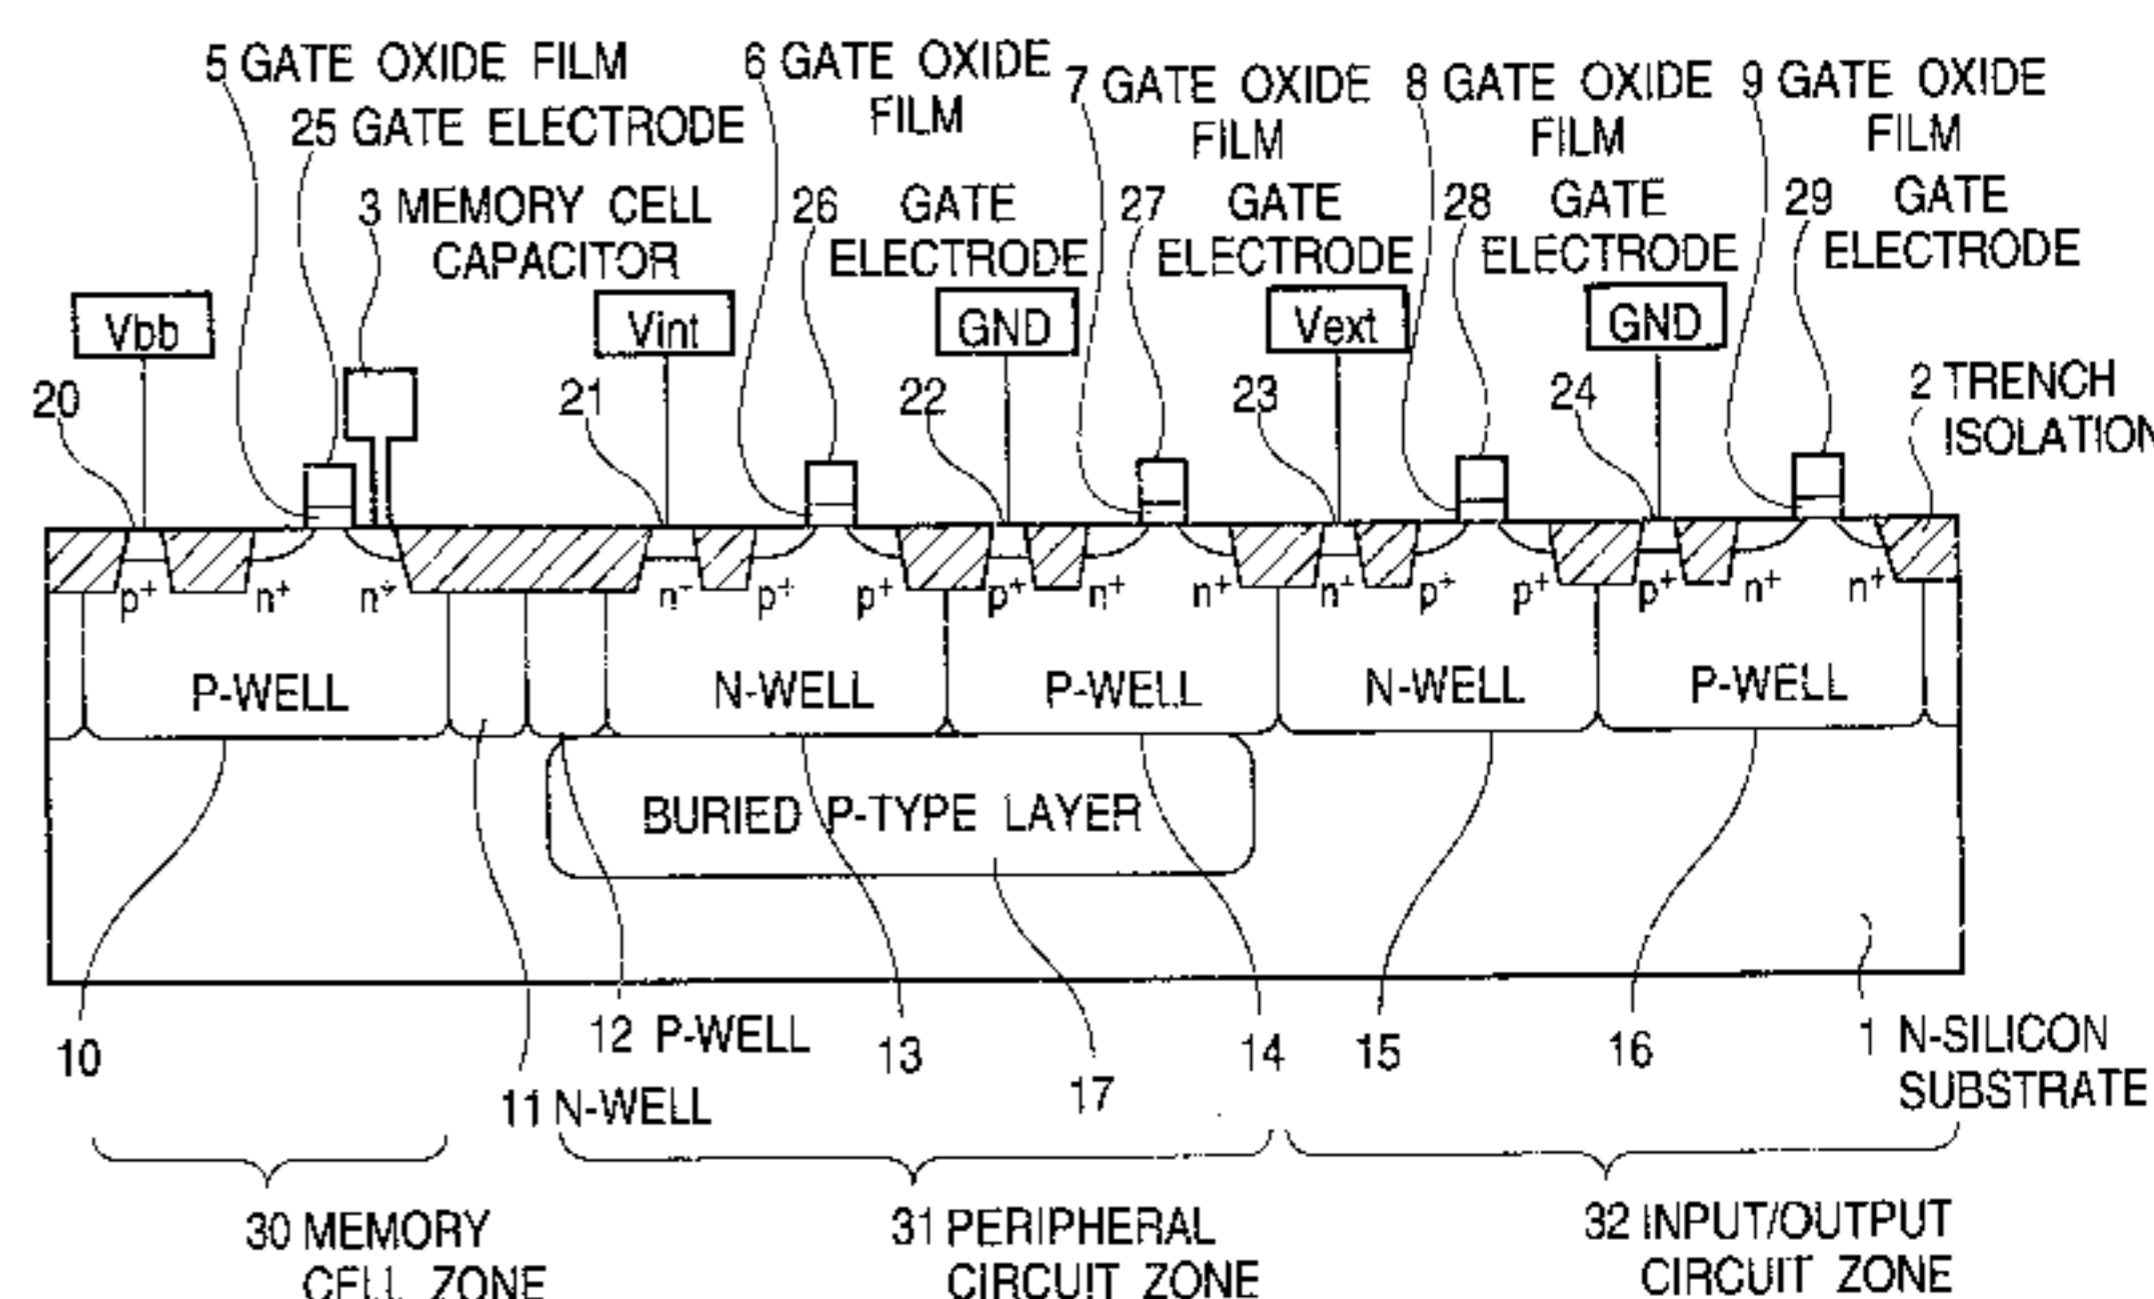 5 GATE OXIDE FILM
25 GATE ELECTRODE
3 MEMORY CELL
CAPACITOR
6 GATE OXIDE
FILM
26 GATE
ELECTRODE
7 GATE OXIDE
FILM
27 GATE
ELECTRODE
8 GATE OXIDE
FILM
28 GATE
ELECTRODE
9 GATE OXIDE
FILM
29 GATE
ELECTRODE
Vbb
Vint
GND
Vext
GND
20
21
22
23
24
2 TRENCH
ISOLATION
p+ n+ n+ n+ p+ p+ p+ n+ n+ n+ p+ p+ p+ n+ n+
P-WELL
N-WELL
P-WELL
N-WELL
P-WELL
BURIED P-TYPE LAYER
10
11 N-WELL
12 P-WELL
13
17
14
15
16
1 N-SILICON
SUBSTRATE
30 MEMORY
CELL ZONE
31 PERIPHERAL
CIRCUIT ZONE
32 INPUT/OUTPUT
CIRCUIT ZONE